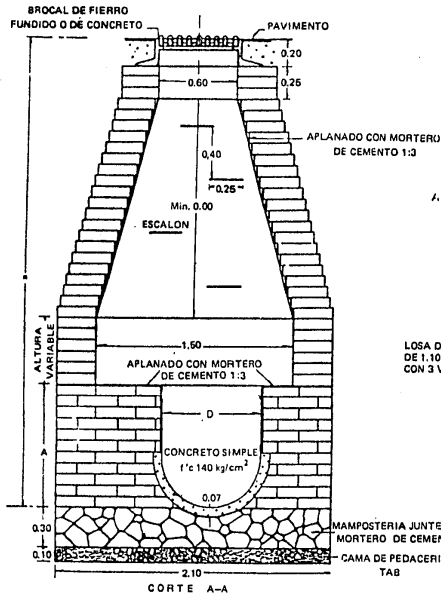 BROCAL DE FIERRO
FUNDIDO O DE CONCRETO
PAVIMENTO
0.20
0.25
0.60
APLANADO CON MORTERO
DE CEMENTO 1:3
0,40
0.25
Min. 0.00
ESCALON
ALTURA
VARIABLE
1.50
LOSA D
DE 1.10
CON 3 V
APLANADO CON MORTERO
DE CEMENTO 1:3
D
A
CONCRETO SIMPLE
f'c 140 kg/cm²
0.07
0.30
MAMPOSTERIA JUNTE
MORTERO DE CEMEN
0.10
CAMA DE PEDACERI
TAB
2.10
CORTE A-A